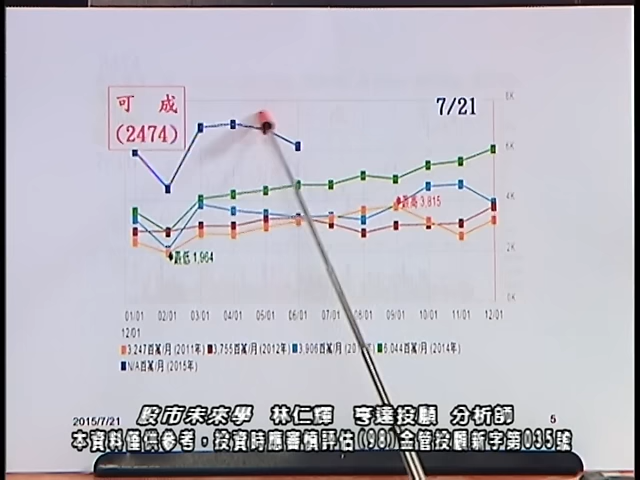 可 成
(2474)
7/21
8K
6K
4K
2K
0K
最高 3,815
最低 1,964
01/01 02/01 03/01 04/01 05/01 06/01 07/01 08/01 09/01 10/01 11/01 12/01
12/01
3,247百萬/月 (2011年) 3,755百萬/月 (2012年) 3,906百萬/月 (20 年) 6,044百萬/月 (2014年)
N/A百萬/月 (2015年)
2015/7/21 5
股市未來學 林仁輝 亨達投顧 分析師
本資料僅供參考，投資時應審慎評估(98)金管投顧新字第035號